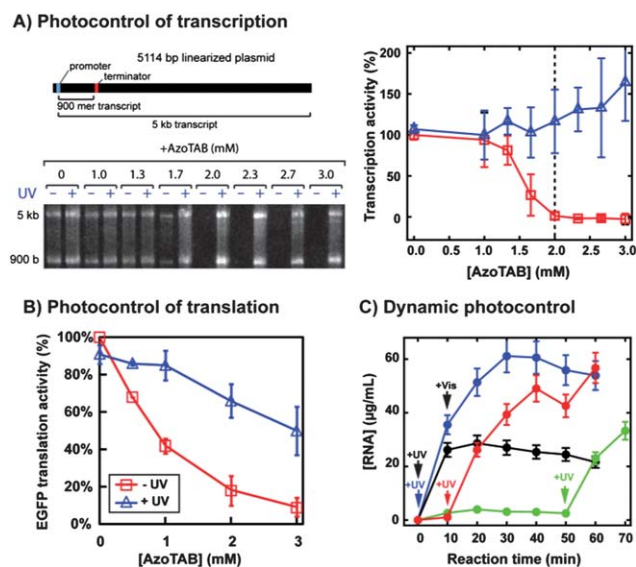 A) Photocontrol of transcription
5114 bp linearized plasmid
promoter
terminator
900 mer transcript
5 kb transcript
+AzoTAB (mM)
0 1.0 1.3 1.7 2.0 2.3 2.7 3.0
UV - + - + - + - + - + - + - + - +
5 kb
900 b
Transcription activity (%)
200
150
100
50
0
0.0 1.0 1.5 2.0 2.5 3.0
[AzoTAB] (mM)
B) Photocontrol of translation
EGFP translation activity (%)
100%
80%
60%
40%
20%
0%
- UV
+ UV
0 1 2 3
[AzoTAB] (mM)
C) Dynamic photocontrol
[RNA] (µg/mL)
60
40
20
0
+Vis
+UV
+UV
+UV
+UV
0 10 20 30 40 50 60 70
Reaction time (min)